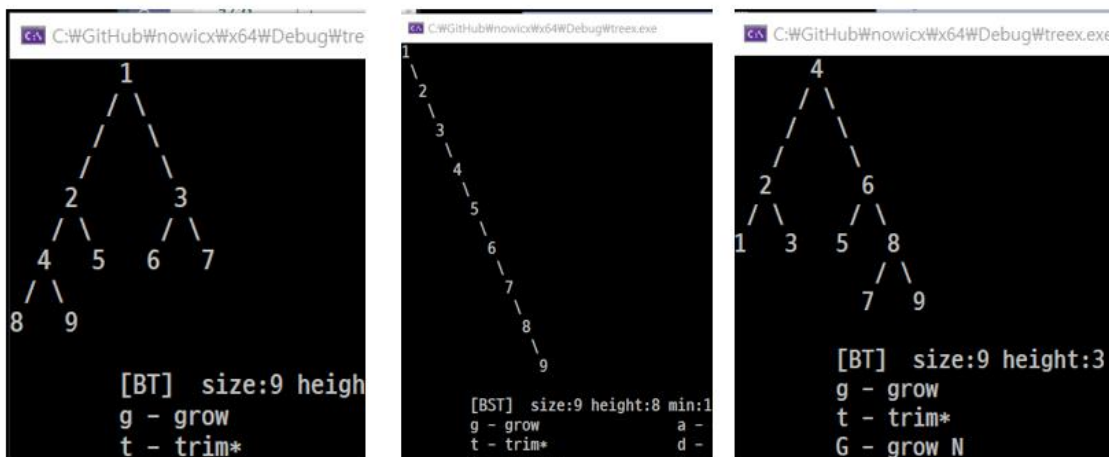 C:₩GitHub₩nowicx₩x64₩Debug₩tre
1
2 3
4 5 6 7
8 9
[BT] size:9 heigh
g - grow
t - trim*
C:₩GitHub₩nowicx₩x64₩Debug₩treex.exe
1
2
3
4
5
6
7
8
9
[BST] size:9 height:8 min:1
g - grow a -
t - trim* d -
C:₩GitHub₩nowicx₩x64₩Debug₩treex.exe
4
2 6
1 3 5 8
7 9
[BT] size:9 height:3
g - grow
t - trim*
G - grow N